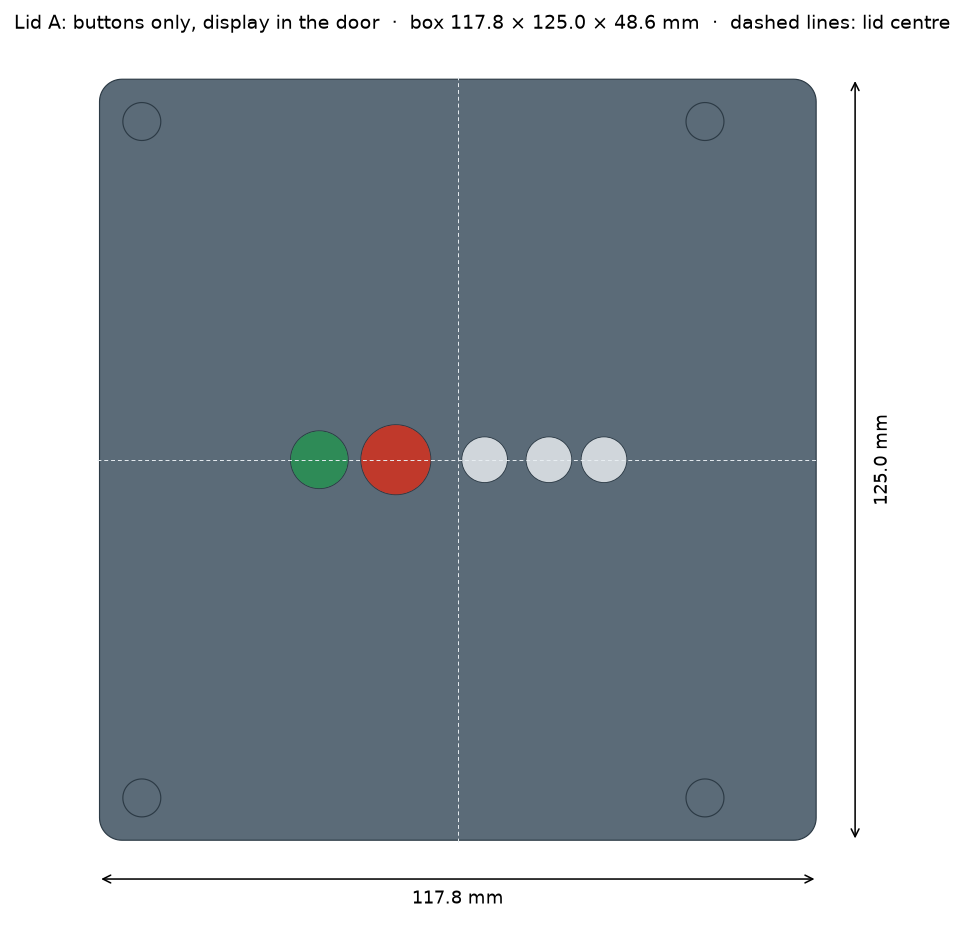 Lid A: buttons only, display in the door  ·  box 117.8 × 125.0 × 48.6 mm  ·  dashed lines: lid centre
125.0 mm
117.8 mm